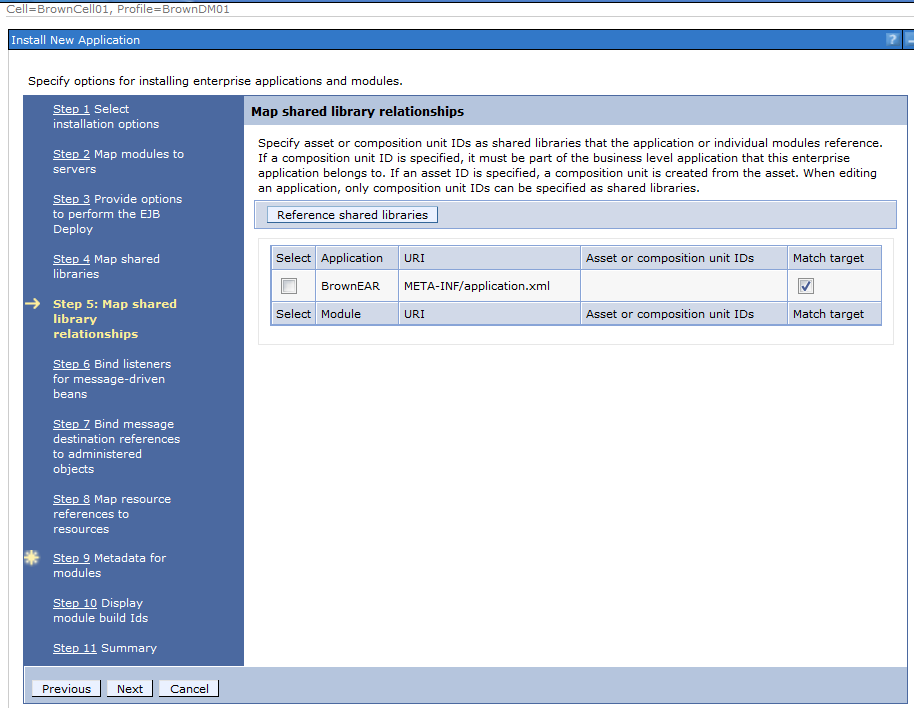 Cell=BrownCell01, Profile=BrownDM01
Install New Application ?
Specify options for installing enterprise applications and modules.
Step 1 Select
installation options
Step 2 Map modules to
servers
Step 3 Provide options
to perform the EJB
Deploy
Step 4 Map shared
libraries
Step 5: Map shared
library
relationships
Step 6 Bind listeners
for message-driven
beans
Step 7 Bind message
destination references
to administered
objects
Step 8 Map resource
references to
resources
Step 9 Metadata for
modules
Step 10 Display
module build Ids
Step 11 Summary
Map shared library relationships
Specify asset or composition unit IDs as shared libraries that the application or individual modules reference.
If a composition unit ID is specified, it must be part of the business level application that this enterprise
application belongs to. If an asset ID is specified, a composition unit is created from the asset. When editing
an application, only composition unit IDs can be specified as shared libraries.
Reference shared libraries
Select Application URI Asset or composition unit IDs Match target
BrownEAR META-INF/application.xml
Select Module URI Asset or composition unit IDs Match target
Previous Next Cancel